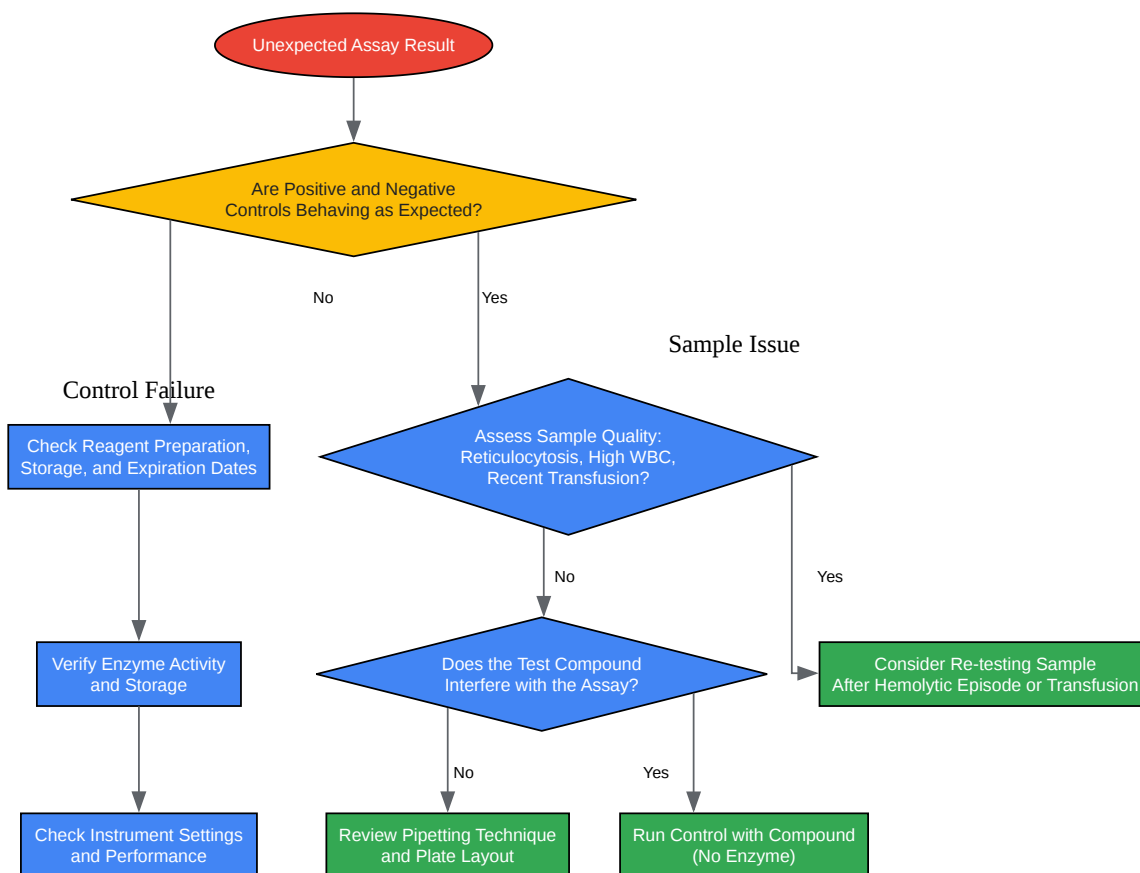 Unexpected Assay Result
Are Positive and Negative
Controls Behaving as Expected?
No
Yes
Sample Issue
Control Failure
Check Reagent Preparation,
Storage, and Expiration Dates
Assess Sample Quality:
Reticulocytosis, High WBC,
Recent Transfusion?
No
Yes
Verify Enzyme Activity
and Storage
Does the Test Compound
Interfere with the Assay?
Consider Re-testing Sample
After Hemolytic Episode or Transfusion
No
Yes
Check Instrument Settings
and Performance
Review Pipetting Technique
and Plate Layout
Run Control with Compound
(No Enzyme)